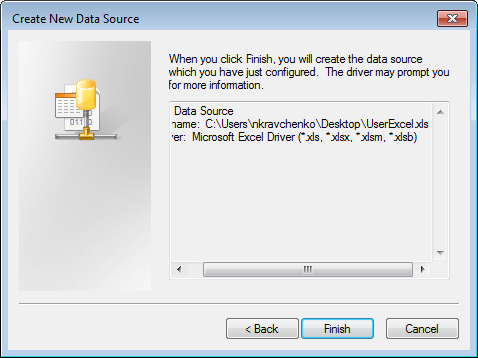 Create New Data Source
When you click Finish, you will create the data source
which you have just configured. The driver may prompt you
for more infomation.
Data Source
name: C:\Users\nkravchenko\Desktop\UserExcel.xls
er: Microsoft Excel Driver (*.xls, *.xlsx, *.xlsm, *.xlsb)
< Back
Finish
Cancel